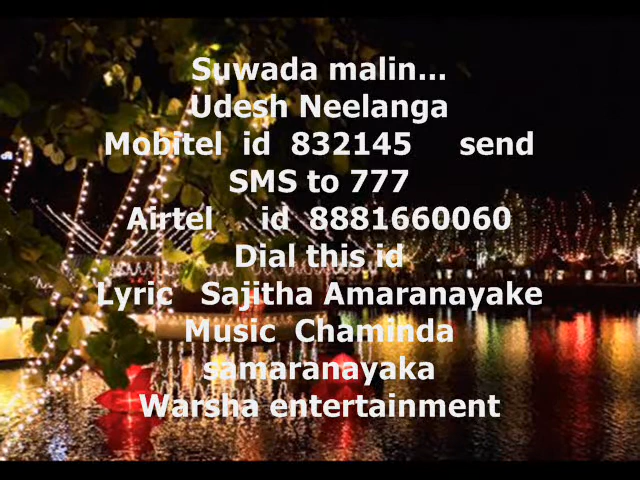 Suwada malin...
Udesh Neelanga
Mobitel id 832145 send
SMS to 777
Airtel id 8881660060
Dial this id
Lyric Sajitha Amaranayake
Music Chaminda
samaranayaka
Warsha entertainment